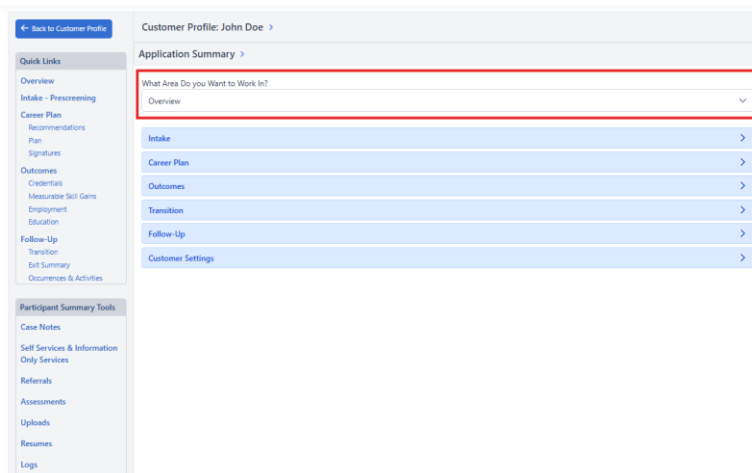 ← Back to Customer Profile
Quick Links
Overview
Intake - Prescreening
Career Plan
Recommendations
Plan
Signatures
Outcomes
Credentials
Measurable Skill Gains
Employment
Education
Follow-Up
Transition
Exit Summary
Occurrences & Activities
Participant Summary Tools
Case Notes
Self Services & Information
Only Services
Referrals
Assessments
Uploads
Resumes
Logs
Customer Profile: John Doe >
Application Summary >
What Area Do you Want to Work In?
Overview
Intake
Career Plan
Outcomes
Transition
Follow-Up
Customer Settings